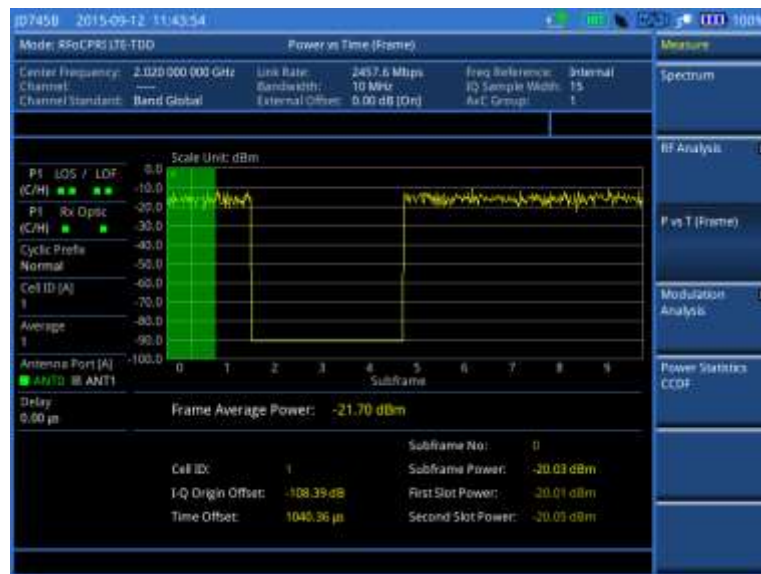 JD745B 2015-09-12 11:43:54
100%
Mode: RFoCPRI LTE-TDD Power vs Time (Frame) Measure
Center Frequency: 2.020 000 000 GHz Link Rate: 2457.6 Mbps Freq Reference: Internal
Channel: ---- Bandwidth: 10 MHz IQ Sample Width: 15
Channel Standard: Band Global External Offset: 0.00 dB [On] AxC Group: 1
Spectrum
RF Analysis
P vs T (Frame)
Modulation Analysis
Power Statistics CCDF
P1 LOS / LOF
(C/H)
P1 Rx Optic
(C/H)
Cyclic Prefix
Normal
Cell ID [A]
1
Average
1
Antenna Port [A]
ANT0 ANT1
Delay
0.00 µs
Scale Unit: dBm
0.0
-10.0
-20.0
-30.0
-40.0
-50.0
-60.0
-70.0
-80.0
-90.0
-100.0
0 1 2 3 4 5 6 7 8 9
Subframe
Frame Average Power: -21.70 dBm
Subframe No: 0
Cell ID: 1 Subframe Power: -20.03 dBm
I-Q Origin Offset: -108.39 dB First Slot Power: -20.01 dBm
Time Offset: 1040.36 µs Second Slot Power: -20.05 dBm